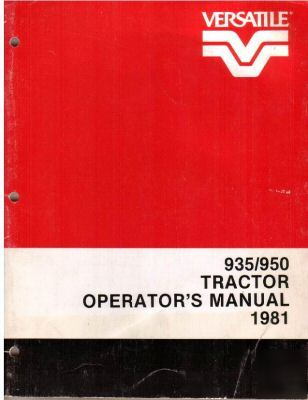 VERSATILE®
935/950
TRACTOR
OPERATOR'S MANUAL
1981